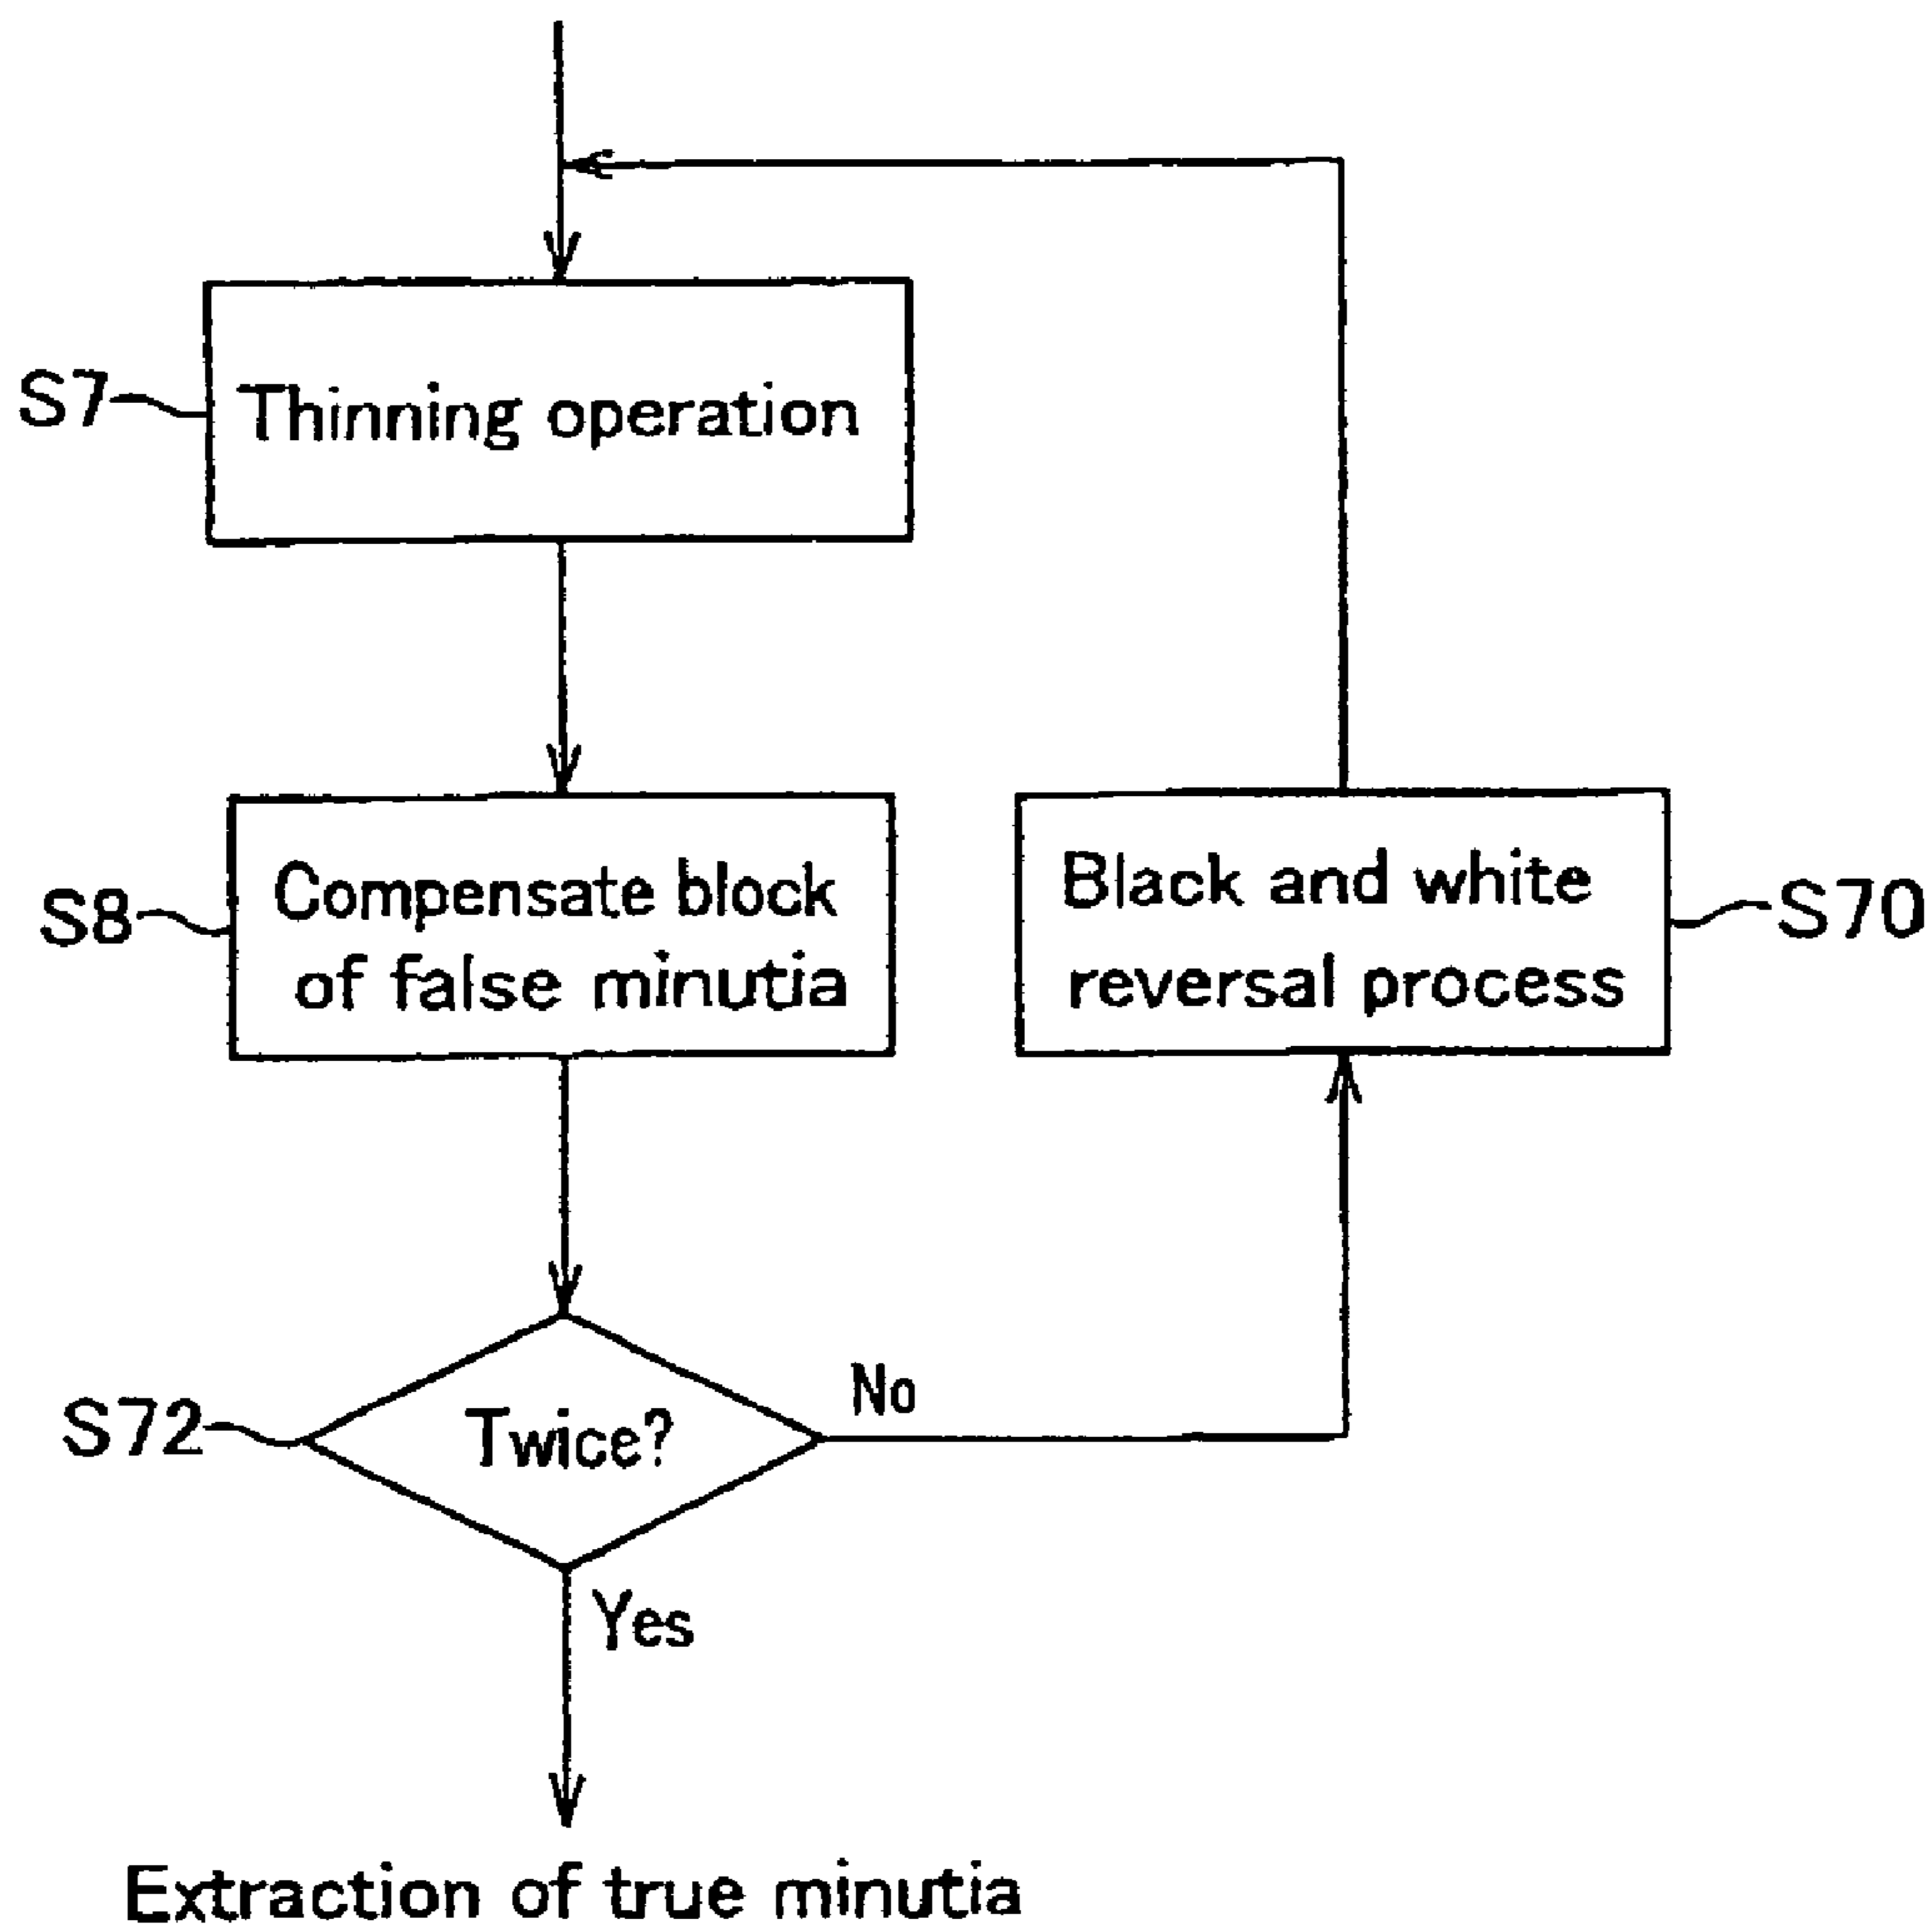 S7
Thinning operation
S8
Compensate block
of false minutia
Black and white
reversal process
S70
S72
Twice?
No
Yes
Extraction of true minutia